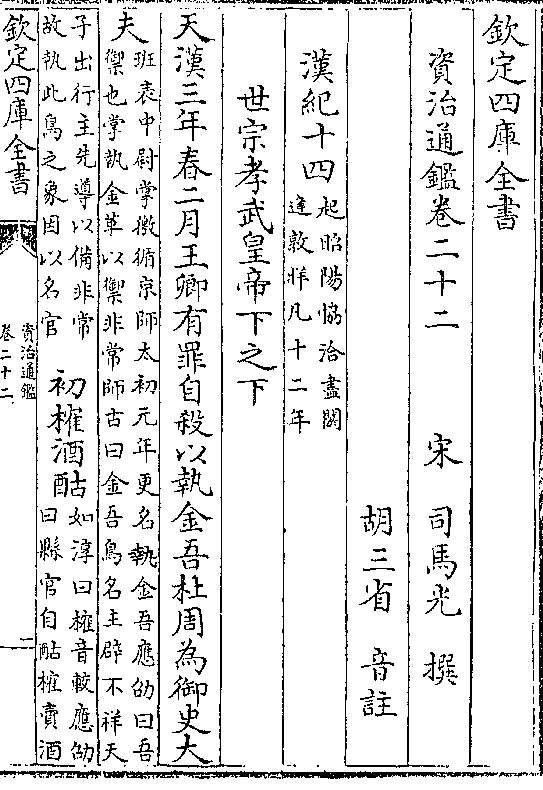 欽定四庫全書
資治通鑑卷二十二
宋 司馬光 撰
胡三省 音註
漢紀十四起昭陽協洽盡閼
逢敦牂凡十二年
世宗孝武皇帝下之下
天漢三年春二月王卿有罪自殺以執金吾杜周為御史大
夫班表中尉掌徼循京師太初元年更名執金吾應劭曰吾
禦也掌執金革以禦非常師古曰金吾鳥名主辟不祥天
子出行主先導以備非常
故執此鳥之象因以名官
初榷酒酤如淳曰榷音較應劭
曰縣官自酤榷賣酒
欽定四庫全書
資治通鑑
卷二十二
二